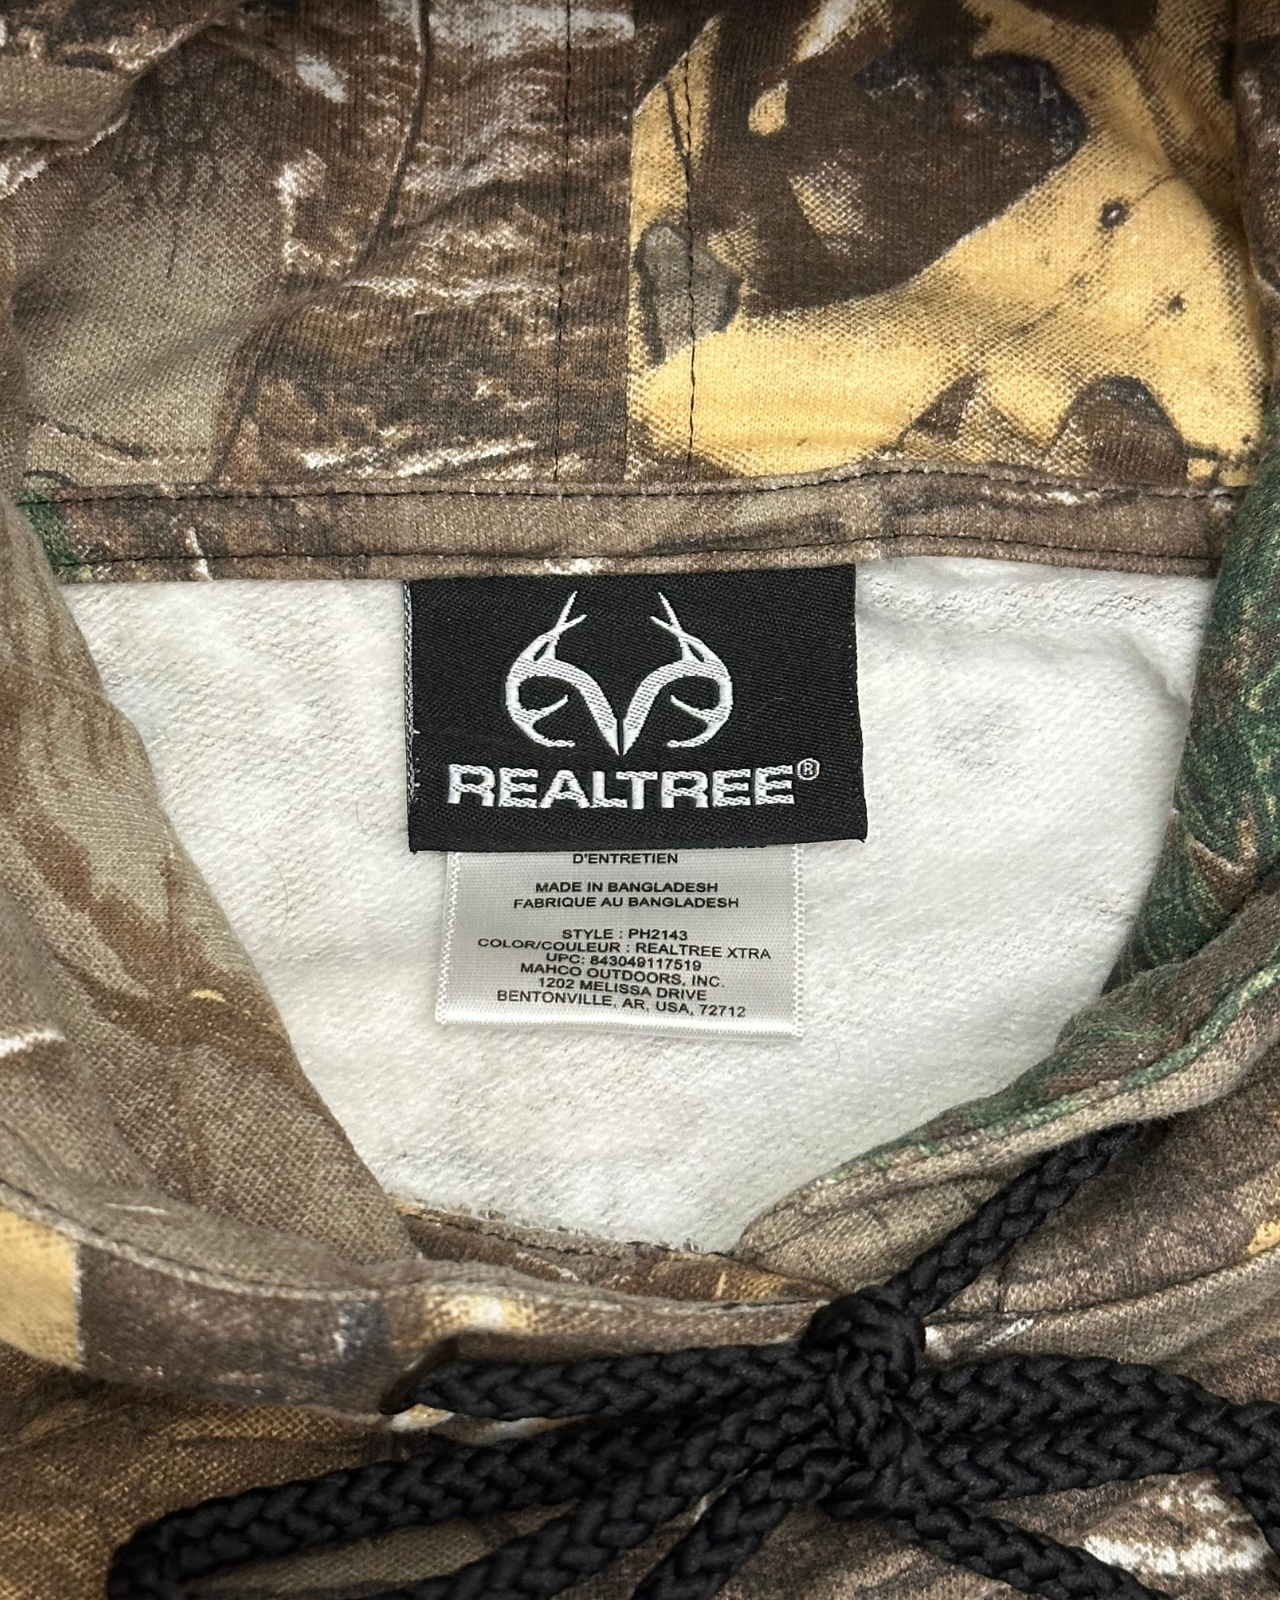 REALTREE®
D'ENTRETIEN
MADE IN BANGLADESH
FABRIQUE AU BANGLADESH
STYLE : PH2143
COLOR/COULEUR : REALTREE XTRA
UPC: 843049117519
MAHCO OUTDOORS, INC.
1202 MELISSA DRIVE
BENTONVILLE, AR, USA, 72712